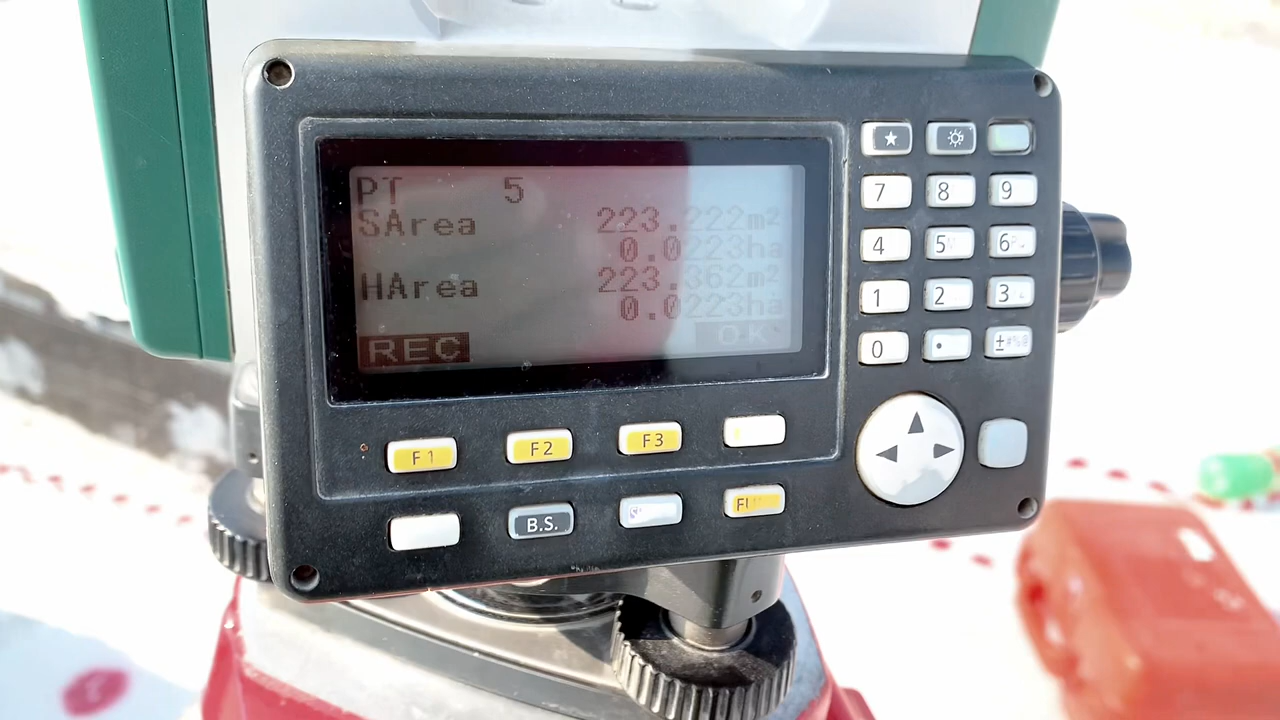 PT 5
SArea 223.222m²
0.0223ha
HArea 223.362m²
0.0223ha
REC OK
★
7 8 9
4 5 6
1 2 3
0 . ±#%@
F1 F2 F3
B.S.